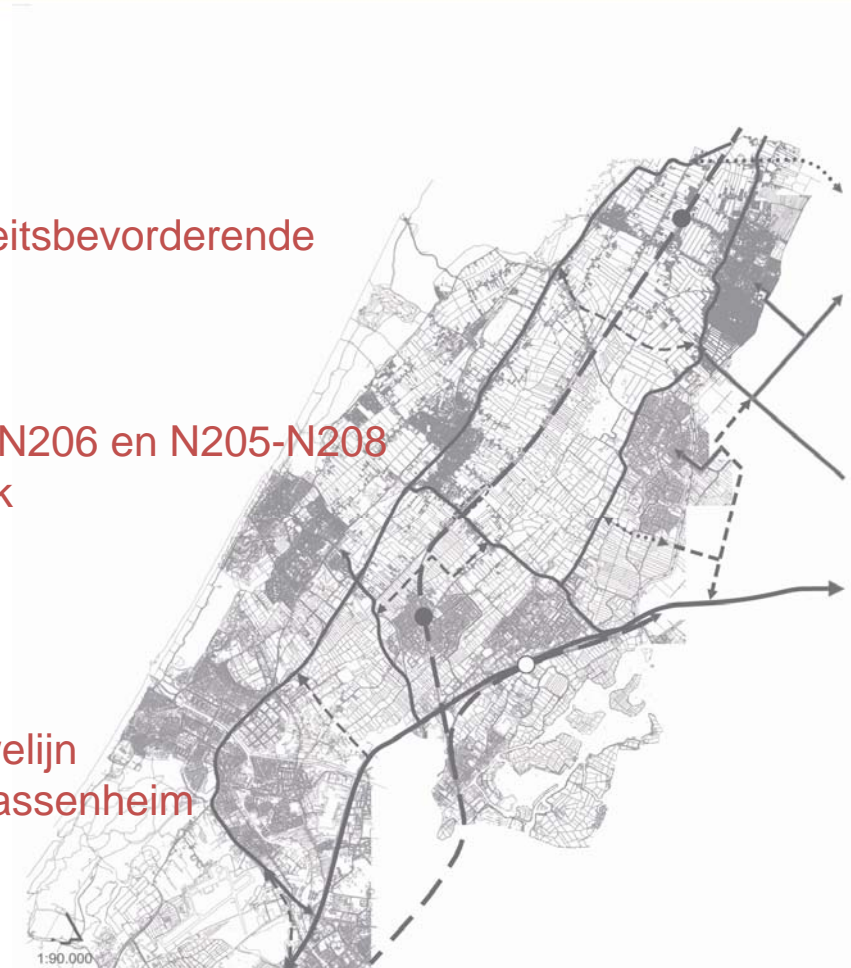 eitsbevorderende
N206 en N205-N208
k
elijn
assenheim
1:90.000